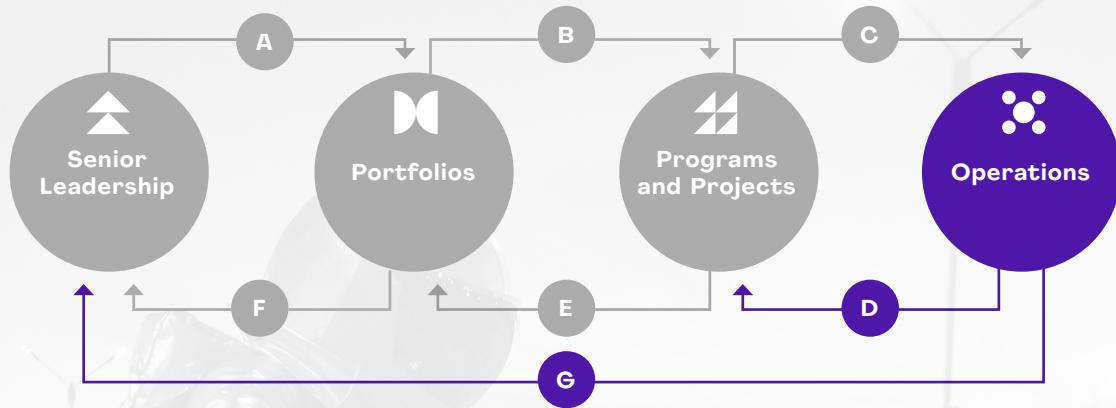 A
B
C
Senior
Leadership
Portfolios
Programs
and Projects
Operations
F
E
D
G